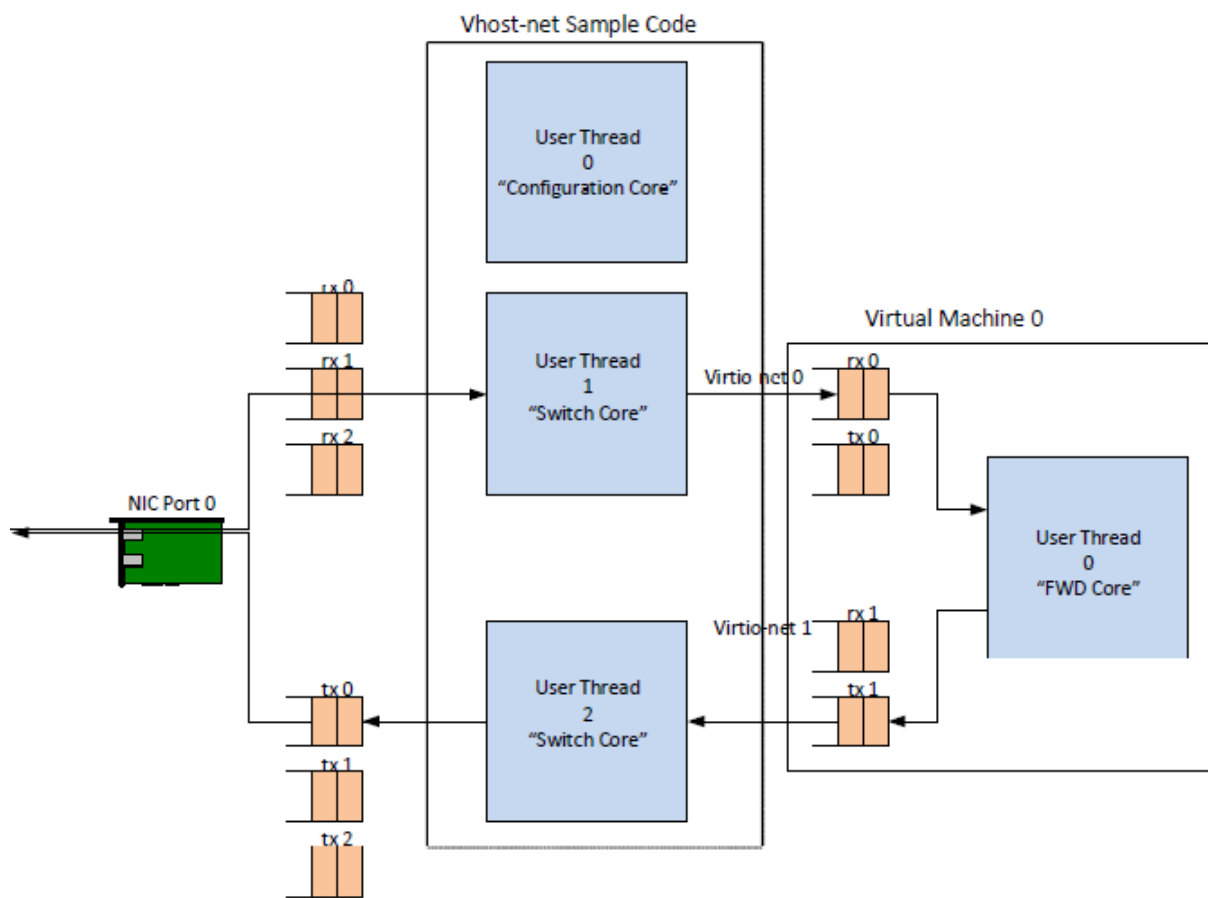 Vhost-net Sample Code
User Thread
0
“Configuration Core”
rx 0
rx 1
rx 2
User Thread
1
“Switch Core”
Virtio-net 0
Virtual Machine 0
rx 0
tx 0
NIC Port 0
User Thread
0
“FWD Core”
rx 1
Virtio-net 1
tx 1
User Thread
2
“Switch Core”
tx 0
tx 1
tx 2